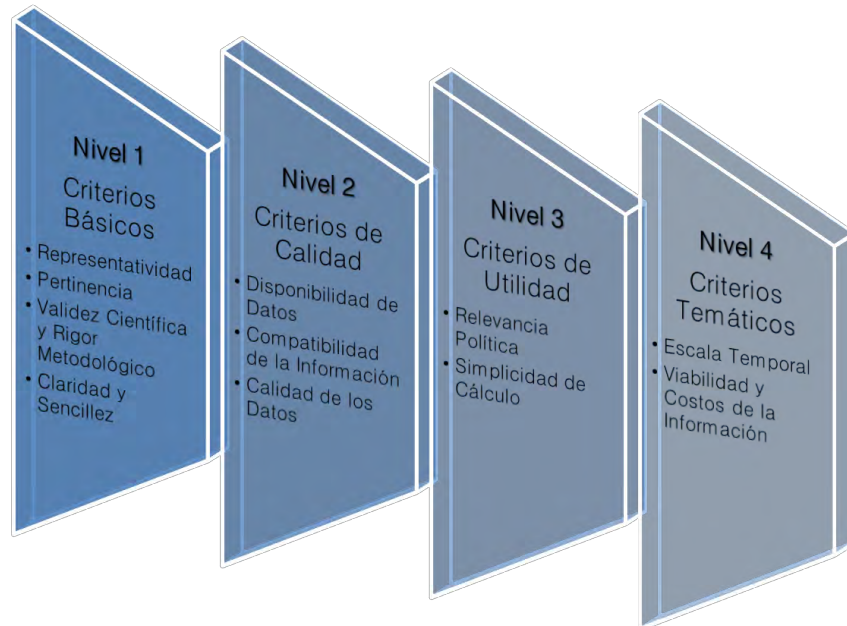 Nivel 1
Criterios
Básicos
• Representatividad
• Pertinencia
• Validez Científica
y Rigor
Metodológico
• Claridad y
Sencillez
Nivel 2
Criterios de
Calidad
• Disponibilidad de
Datos
• Compatibilidad
de la Información
• Calidad de los
Datos
Nivel 3
Criterios de
Utilidad
• Relevancia
Política
• Simplicidad de
Cálculo
Nivel 4
Criterios
Temáticos
• Escala Temporal
• Viabilidad y
Costos de la
Información